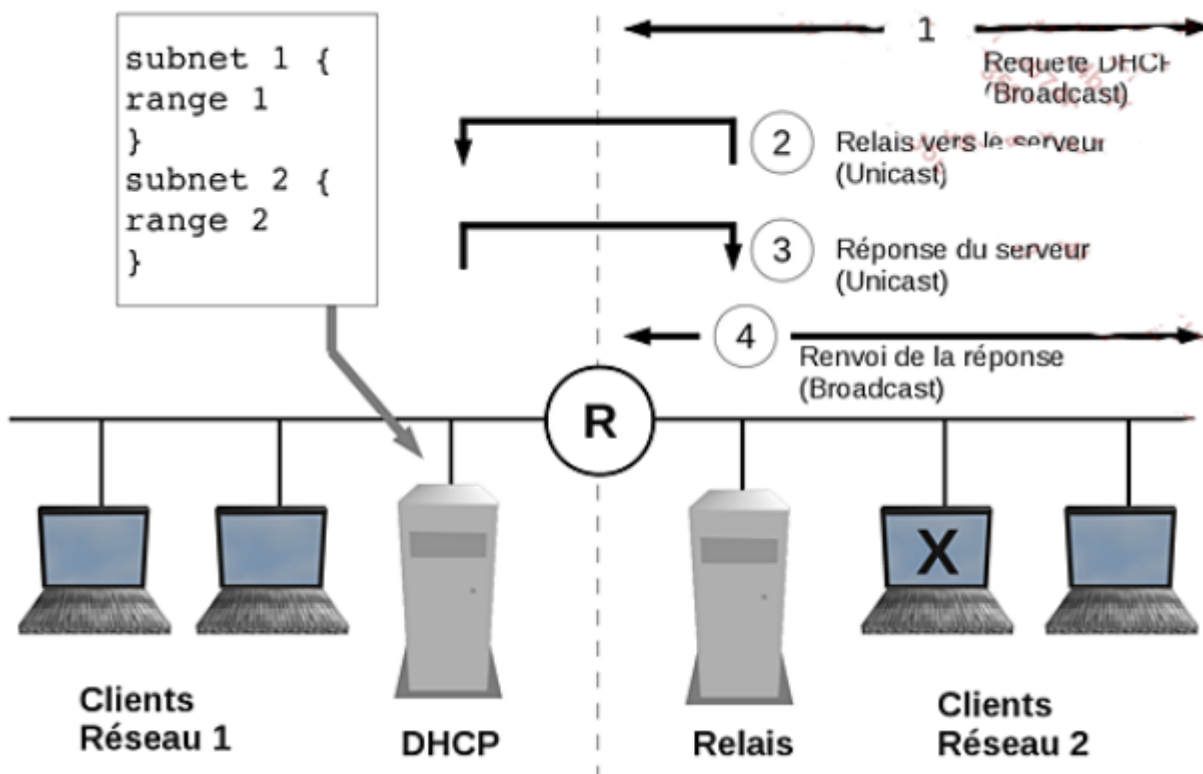 subnet 1 {
range 1
}
subnet 2 {
range 2
}
1
Requete DHCP
(Broadcast)
2
Relais vers le serveur
(Unicast)
3
Réponse du serveur
(Unicast)
4
Renvoi de la réponse
(Broadcast)
R
X
Clients
Réseau 1
DHCP
Relais
Clients
Réseau 2